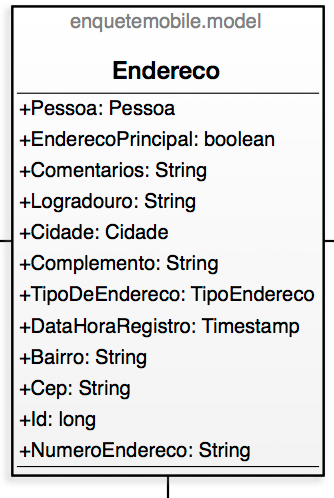 enquetemobile.model
Endereco
+Pessoa: Pessoa
+EnderecoPrincipal: boolean
+Comentarios: String
+Logradouro: String
+Cidade: Cidade
+Complemento: String
+TipoDeEndereco: TipoEndereco
+DataHoraRegistro: Timestamp
+Bairro: String
+Cep: String
+Id: long
+NumeroEndereco: String